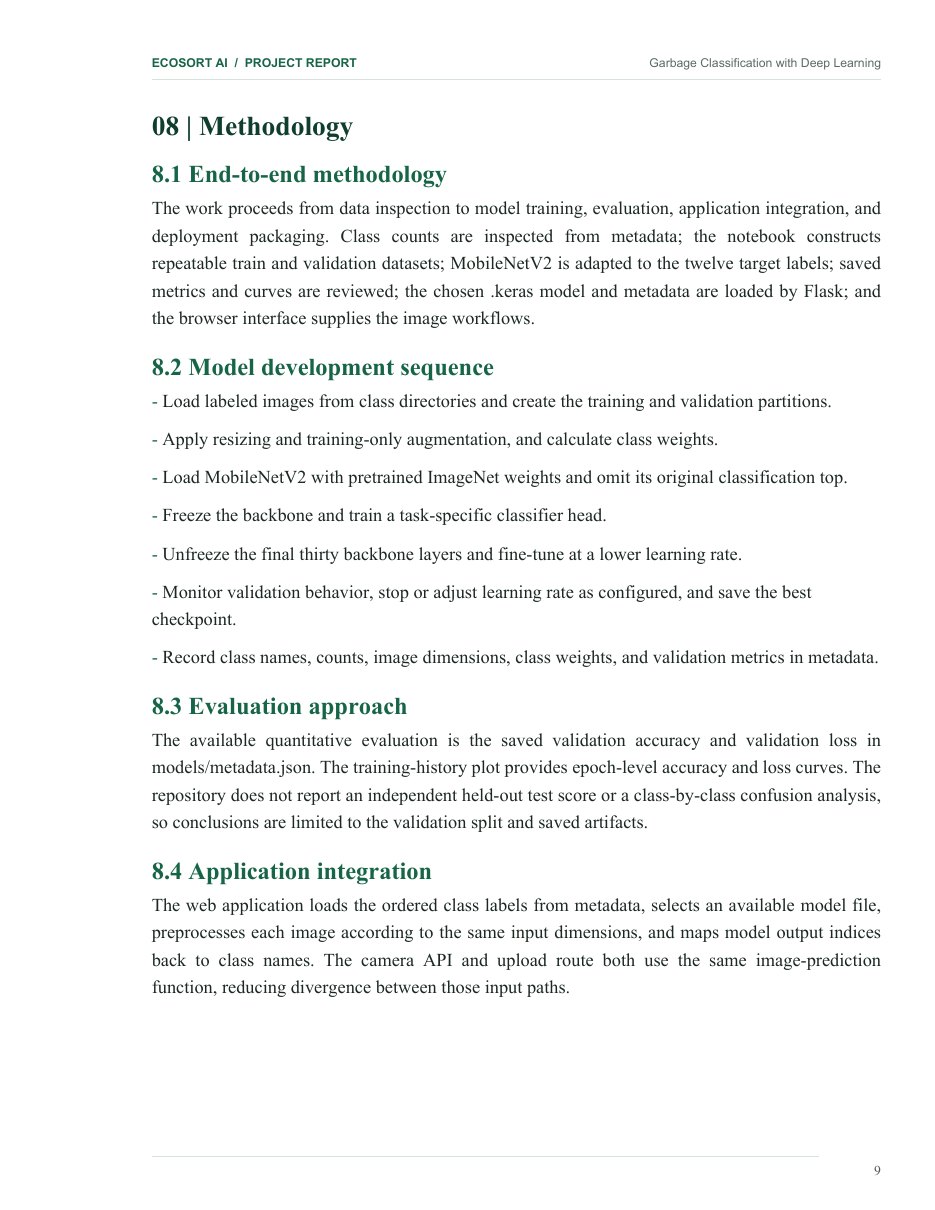 ECOSORT AI / PROJECT REPORT
Garbage Classification with Deep Learning
08 | Methodology
8.1 End-to-end methodology
The work proceeds from data inspection to model training, evaluation, application integration, and
deployment packaging. Class counts are inspected from metadata; the notebook constructs
repeatable train and validation datasets; MobileNetV2 is adapted to the twelve target labels; saved
metrics and curves are reviewed; the chosen .keras model and metadata are loaded by Flask; and
the browser interface supplies the image workflows.
8.2 Model development sequence
- Load labeled images from class directories and create the training and validation partitions.
- Apply resizing and training-only augmentation, and calculate class weights.
- Load MobileNetV2 with pretrained ImageNet weights and omit its original classification top.
- Freeze the backbone and train a task-specific classifier head.
- Unfreeze the final thirty backbone layers and fine-tune at a lower learning rate.
- Monitor validation behavior, stop or adjust learning rate as configured, and save the best
checkpoint.
- Record class names, counts, image dimensions, class weights, and validation metrics in metadata.
8.3 Evaluation approach
The available quantitative evaluation is the saved validation accuracy and validation loss in
models/metadata.json. The training-history plot provides epoch-level accuracy and loss curves. The
repository does not report an independent held-out test score or a class-by-class confusion analysis,
so conclusions are limited to the validation split and saved artifacts.
8.4 Application integration
The web application loads the ordered class labels from metadata, selects an available model file,
preprocesses each image according to the same input dimensions, and maps model output indices
back to class names. The camera API and upload route both use the same image-prediction
function, reducing divergence between those input paths.
9